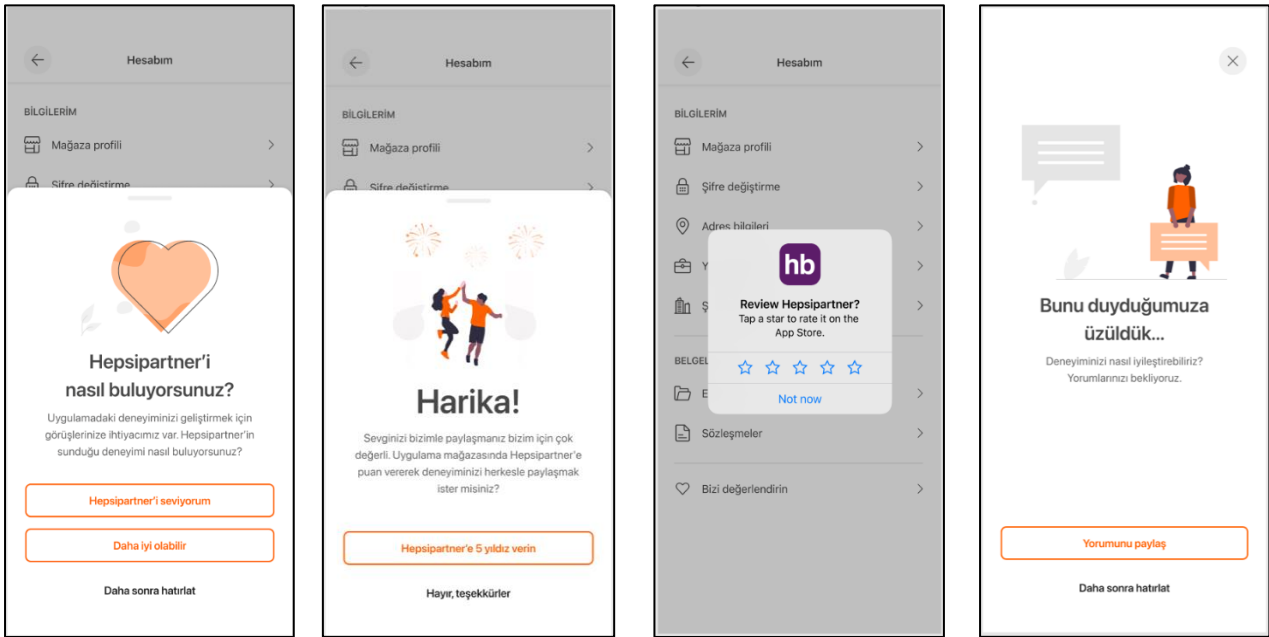 Hesabım
BİLGİLERİM
Mağaza profili
Şifre değiştirme
Hepsipartner'i
nasıl buluyorsunuz?
Uygulamadaki deneyiminizi geliştirmek için
görüşlerinize ihtiyacımız var. Hepsipartner'in
sunduğu deneyimi nasıl buluyorsunuz?
Hepsipartner'i seviyorum
Daha iyi olabilir
Daha sonra hatırlat
Hesabım
BİLGİLERİM
Mağaza profili
Şifre değiştirme
Harika!
Sevginizi bizimle paylaşmanız bizim için çok
değerli. Uygulama mağazasında Hepsipartner'e
puan vererek deneyiminizi herkesle paylaşmak
ister misiniz?
Hepsipartner'e 5 yıldız verin
Hayır, teşekkürler
Hesabım
BİLGİLERİM
Mağaza profili
Şifre değiştirme
Adres bilgileri
hb
Review Hepsipartner?
Tap a star to rate it on the
App Store.
Not now
Sözleşmeler
Bizi değerlendirin
Bunu duyduğumuza
üzüldük...
Deneyiminizi nasıl iyileştirebiliriz?
Yorumlarınızı bekliyoruz.
Yorumunu paylaş
Daha sonra hatırlat